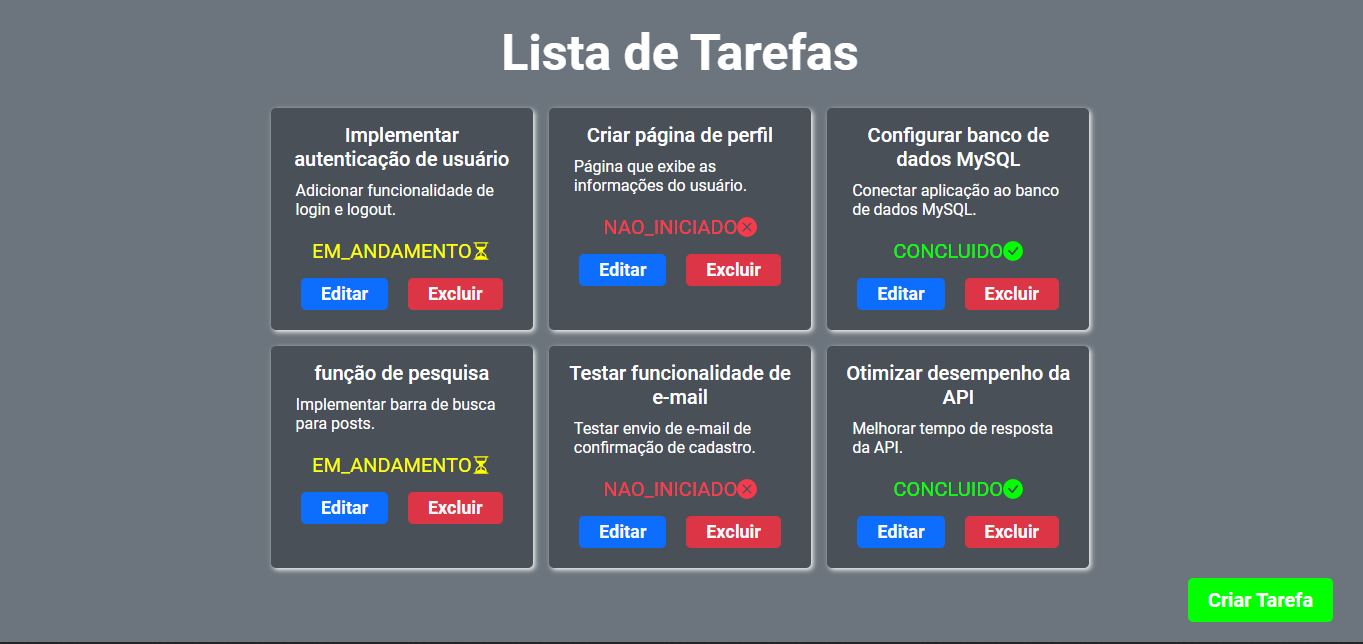 Lista de Tarefas
Implementar
autenticação de usuário
Adicionar funcionalidade de
login e logout.
EM_ANDAMENTO
Editar
Excluir
Criar página de perfil
Página que exibe as
informações do usuário.
NAO_INICIADO
Editar
Excluir
Configurar banco de
dados MySQL
Conectar aplicação ao banco
de dados MySQL.
CONCLUIDO
Editar
Excluir
função de pesquisa
Implementar barra de busca
para posts.
EM_ANDAMENTO
Editar
Excluir
Testar funcionalidade de
e-mail
Testar envio de e-mail de
confirmação de cadastro.
NAO_INICIADO
Editar
Excluir
Otimizar desempenho da
API
Melhorar tempo de resposta
da API.
CONCLUIDO
Editar
Excluir
Criar Tarefa